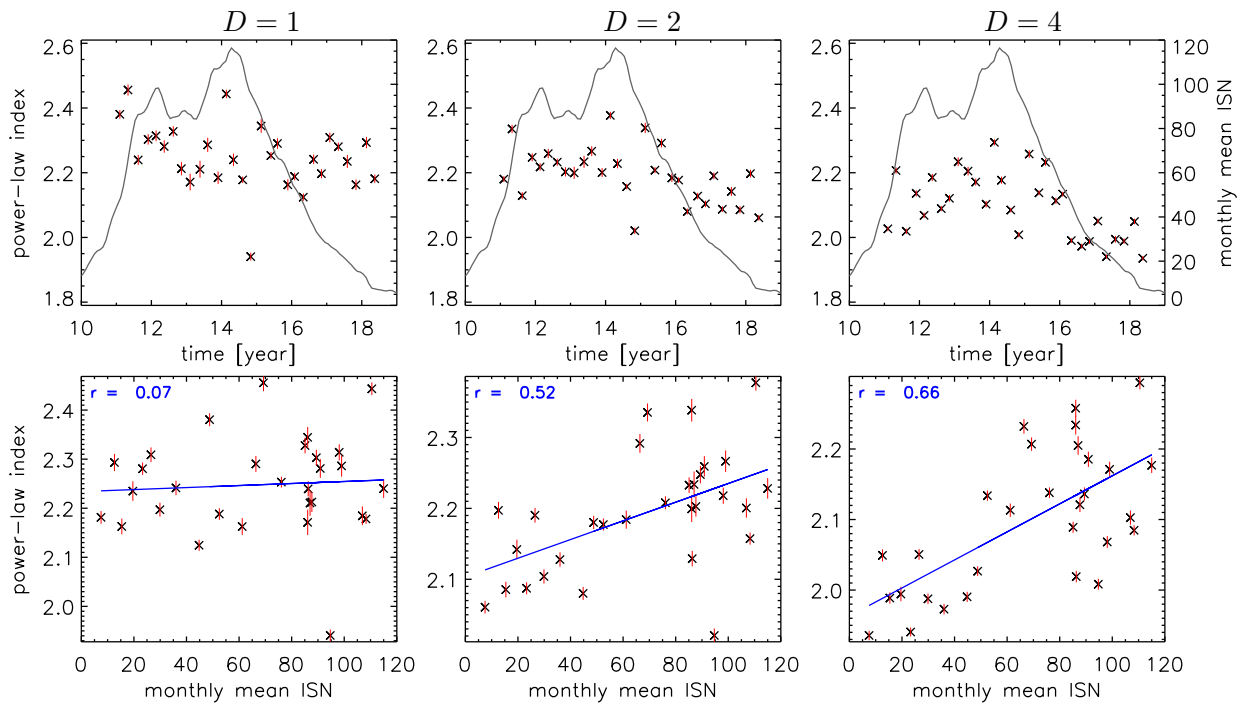 D = 1
D = 2
D = 4
power-law index
2.6
2.4
2.2
2.0
1.8
10 12 14 16 18
time [year]
2.6
2.4
2.2
2.0
1.8
10 12 14 16 18
time [year]
2.6
2.4
2.2
2.0
1.8
10 12 14 16 18
time [year]
120
100
80
60
40
20
0
monthly mean ISN
power-law index
r = 0.07
2.4
2.3
2.2
2.1
2.0
0 20 40 60 80 100 120
monthly mean ISN
r = 0.52
2.3
2.2
2.1
0 20 40 60 80 100 120
monthly mean ISN
r = 0.66
2.2
2.1
2.0
0 20 40 60 80 100 120
monthly mean ISN